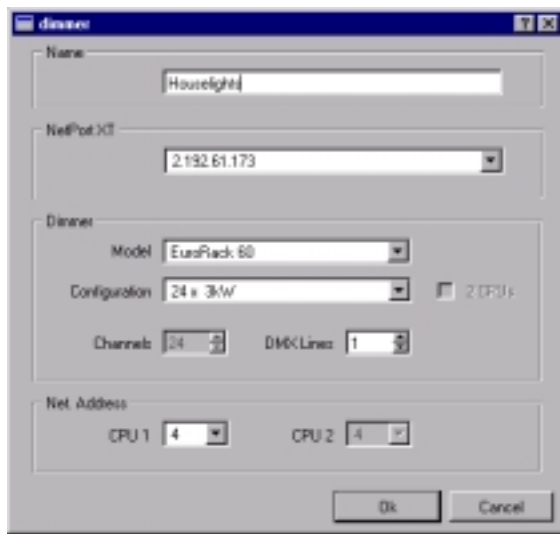 dimmer
Name
Houselights
NetPort XT
2.192.61.173
Dimmer
Model EuroRack 60
Configuration 24 x 3kW 2 CPUs
Channels 24 DMX Lines 1
Net. Address
CPU 1 4 CPU 2 4
Ok Cancel